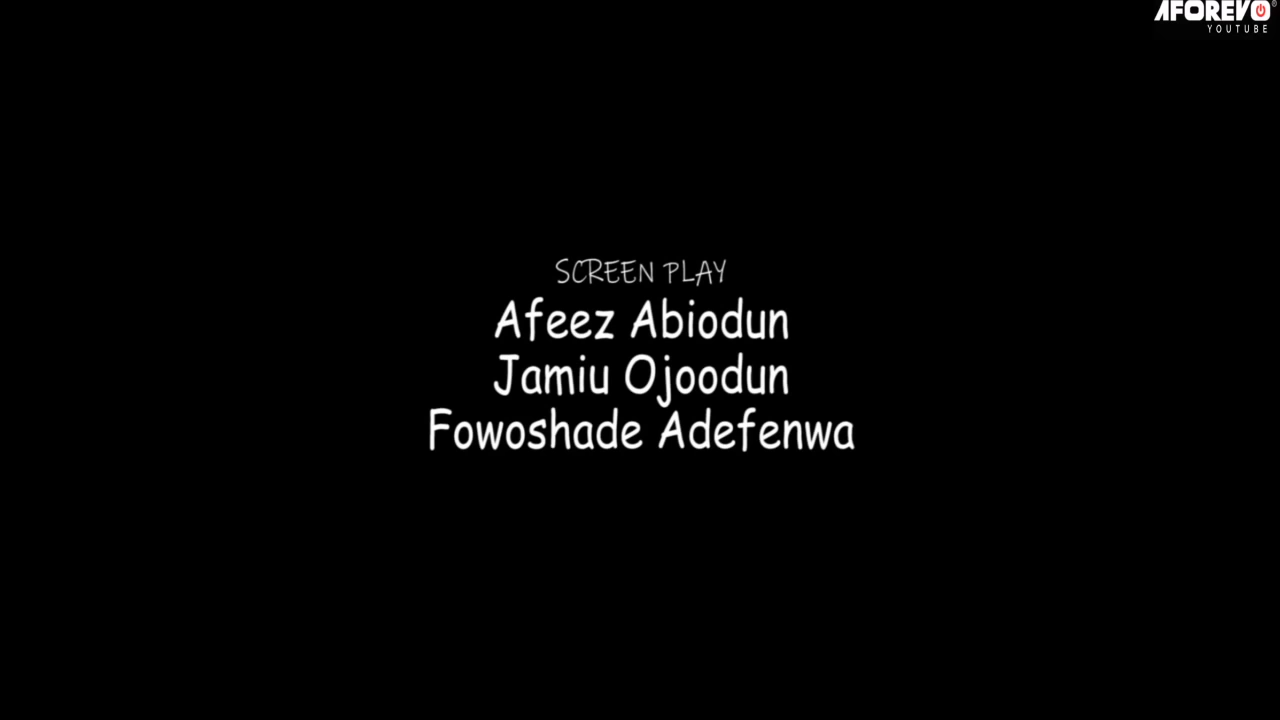 AFOREVO
YOUTUBE
SCREEN PLAY
Afeez Abiodun
Jamiu Ojoodun
Fowoshade Adefenwa